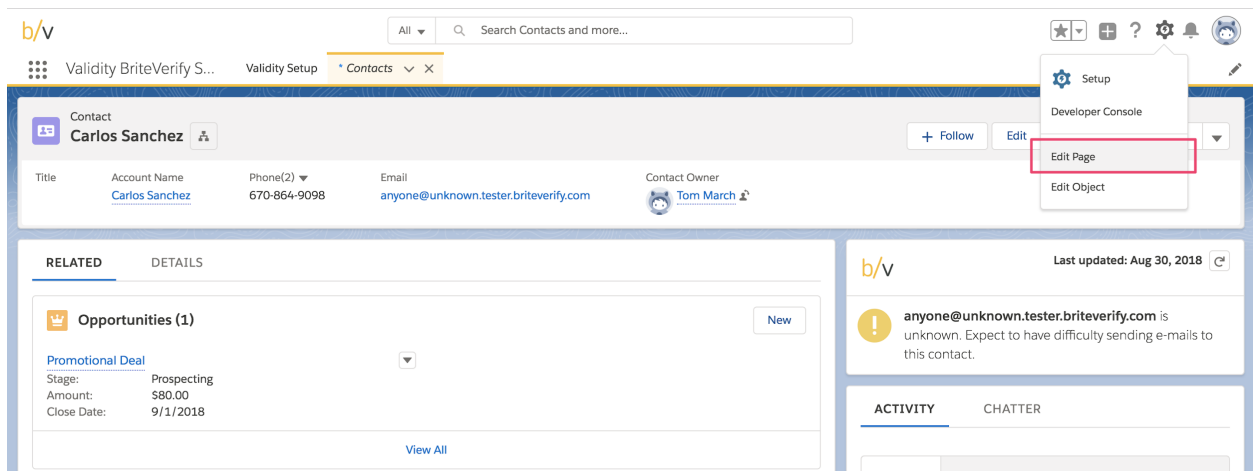 b/v
All
Search Contacts and more...
Validity BriteVerify S...
Validity Setup
* Contacts
Setup
Developer Console
Edit Page
Edit Object
Contact
Carlos Sanchez
+ Follow
Edit
Title
Account Name
Phone(2)
Email
Contact Owner
Carlos Sanchez
670-864-9098
anyone@unknown.tester.briteverify.com
Tom March
RELATED
DETAILS
Opportunities (1)
New
Promotional Deal
Stage: Prospecting
Amount: $80.00
Close Date: 9/1/2018
View All
b/v
Last updated: Aug 30, 2018
anyone@unknown.tester.briteverify.com is
unknown. Expect to have difficulty sending e-mails to
this contact.
ACTIVITY
CHATTER